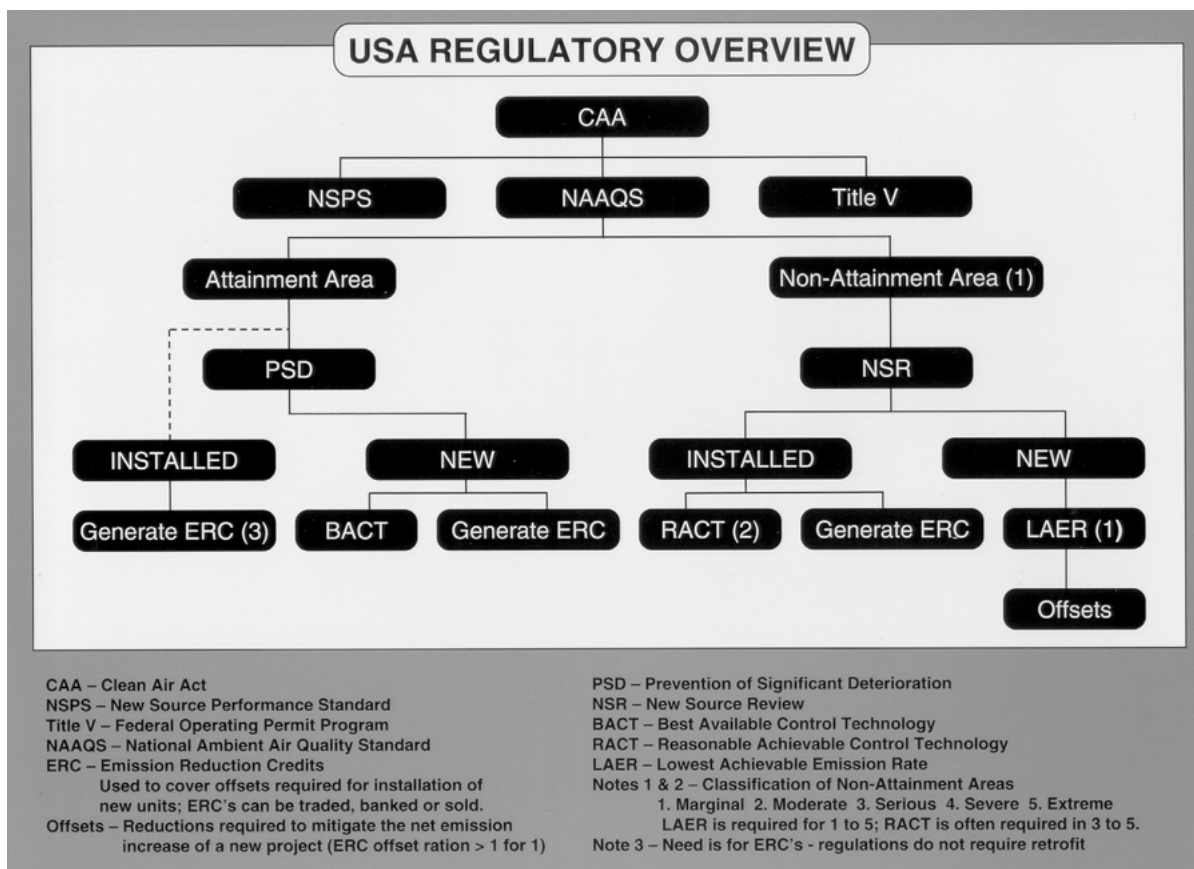 USA REGULATORY OVERVIEW
CAA
NSPS
NAAQS
Title V
Attainment Area
Non-Attainment Area (1)
PSD
NSR
INSTALLED
NEW
INSTALLED
NEW
Generate ERC (3)
BACT
Generate ERC
RACT (2)
Generate ERC
LAER (1)
Offsets
CAA – Clean Air Act
NSPS – New Source Performance Standard
Title V – Federal Operating Permit Program
NAAQS – National Ambient Air Quality Standard
ERC – Emission Reduction Credits
Used to cover offsets required for installation of
new units; ERC's can be traded, banked or sold.
Offsets – Reductions required to mitigate the net emission
increase of a new project (ERC offset ration > 1 for 1)
PSD – Prevention of Significant Deterioration
NSR – New Source Review
BACT – Best Available Control Technology
RACT – Reasonable Achievable Control Technology
LAER – Lowest Achievable Emission Rate
Notes 1 & 2 – Classification of Non-Attainment Areas
1. Marginal 2. Moderate 3. Serious 4. Severe 5. Extreme
LAER is required for 1 to 5; RACT is often required in 3 to 5.
Note 3 – Need is for ERC's - regulations do not require retrofit